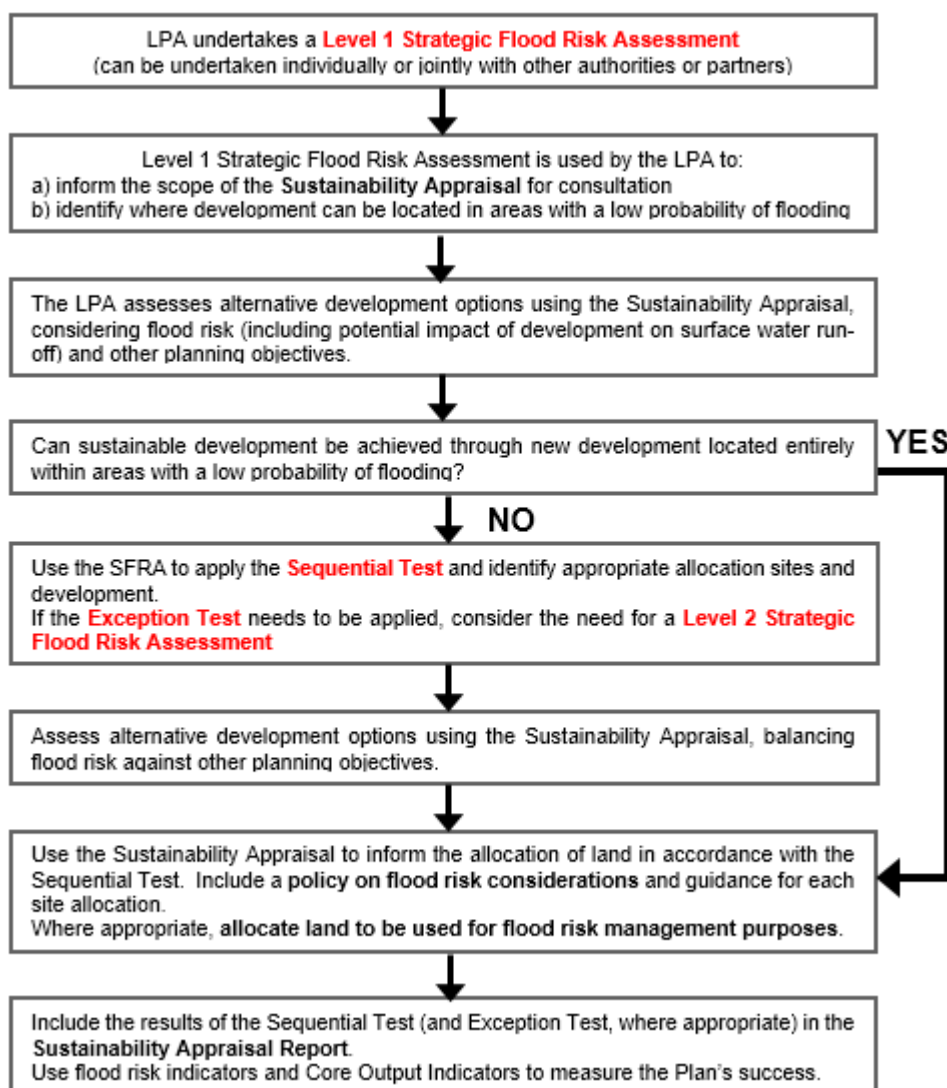 LPA undertakes a Level 1 Strategic Flood Risk Assessment
(can be undertaken individually or jointly with other authorities or partners)
Level 1 Strategic Flood Risk Assessment is used by the LPA to:
a) inform the scope of the Sustainability Appraisal for consultation
b) identify where development can be located in areas with a low probability of flooding
The LPA assesses alternative development options using the Sustainability Appraisal,
considering flood risk (including potential impact of development on surface water run-
off) and other planning objectives.
Can sustainable development be achieved through new development located entirely
within areas with a low probability of flooding?
YES
NO
Use the SFRA to apply the Sequential Test and identify appropriate allocation sites and
development.
If the Exception Test needs to be applied, consider the need for a Level 2 Strategic
Flood Risk Assessment
Assess alternative development options using the Sustainability Appraisal, balancing
flood risk against other planning objectives.
Use the Sustainability Appraisal to inform the allocation of land in accordance with the
Sequential Test. Include a policy on flood risk considerations and guidance for each
site allocation.
Where appropriate, allocate land to be used for flood risk management purposes.
Include the results of the Sequential Test (and Exception Test, where appropriate) in the
Sustainability Appraisal Report.
Use flood risk indicators and Core Output Indicators to measure the Plan's success.